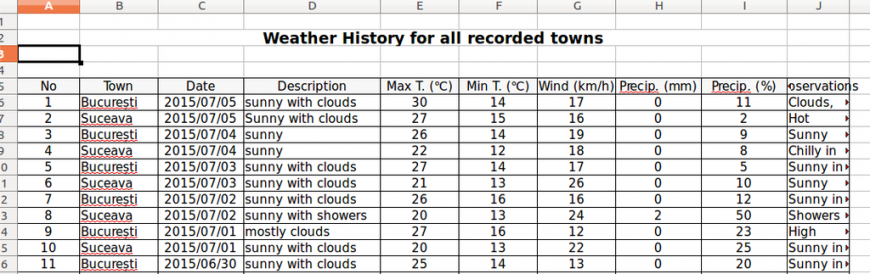 A B C D E F G H I J
1
2 Weather History for all recorded towns
3
4
5 No Town Date Description Max T. (°C) Min T. (°C) Wind (km/h) Precip. (mm) Precip. (%) servations
6 1 București 2015/07/05 sunny with clouds 30 14 17 0 11 Clouds,
7 2 Suceava 2015/07/05 Sunny with clouds 27 15 16 0 2 Hot
8 3 București 2015/07/04 sunny 26 14 19 0 9 Sunny
9 4 Suceava 2015/07/04 sunny 22 12 18 0 8 Chilly in
0 5 București 2015/07/03 sunny with clouds 27 14 17 0 5 Sunny in
1 6 Suceava 2015/07/03 sunny with clouds 21 13 26 0 10 Sunny
2 7 București 2015/07/02 sunny with clouds 26 16 16 0 12 Sunny in
3 8 Suceava 2015/07/02 sunny with showers 20 13 24 2 50 Showers
4 9 București 2015/07/01 mostly clouds 27 16 12 0 23 High
5 10 Suceava 2015/07/01 sunny with clouds 20 13 22 0 25 Sunny in
6 11 București 2015/06/30 sunny with clouds 25 14 13 0 20 Sunny in